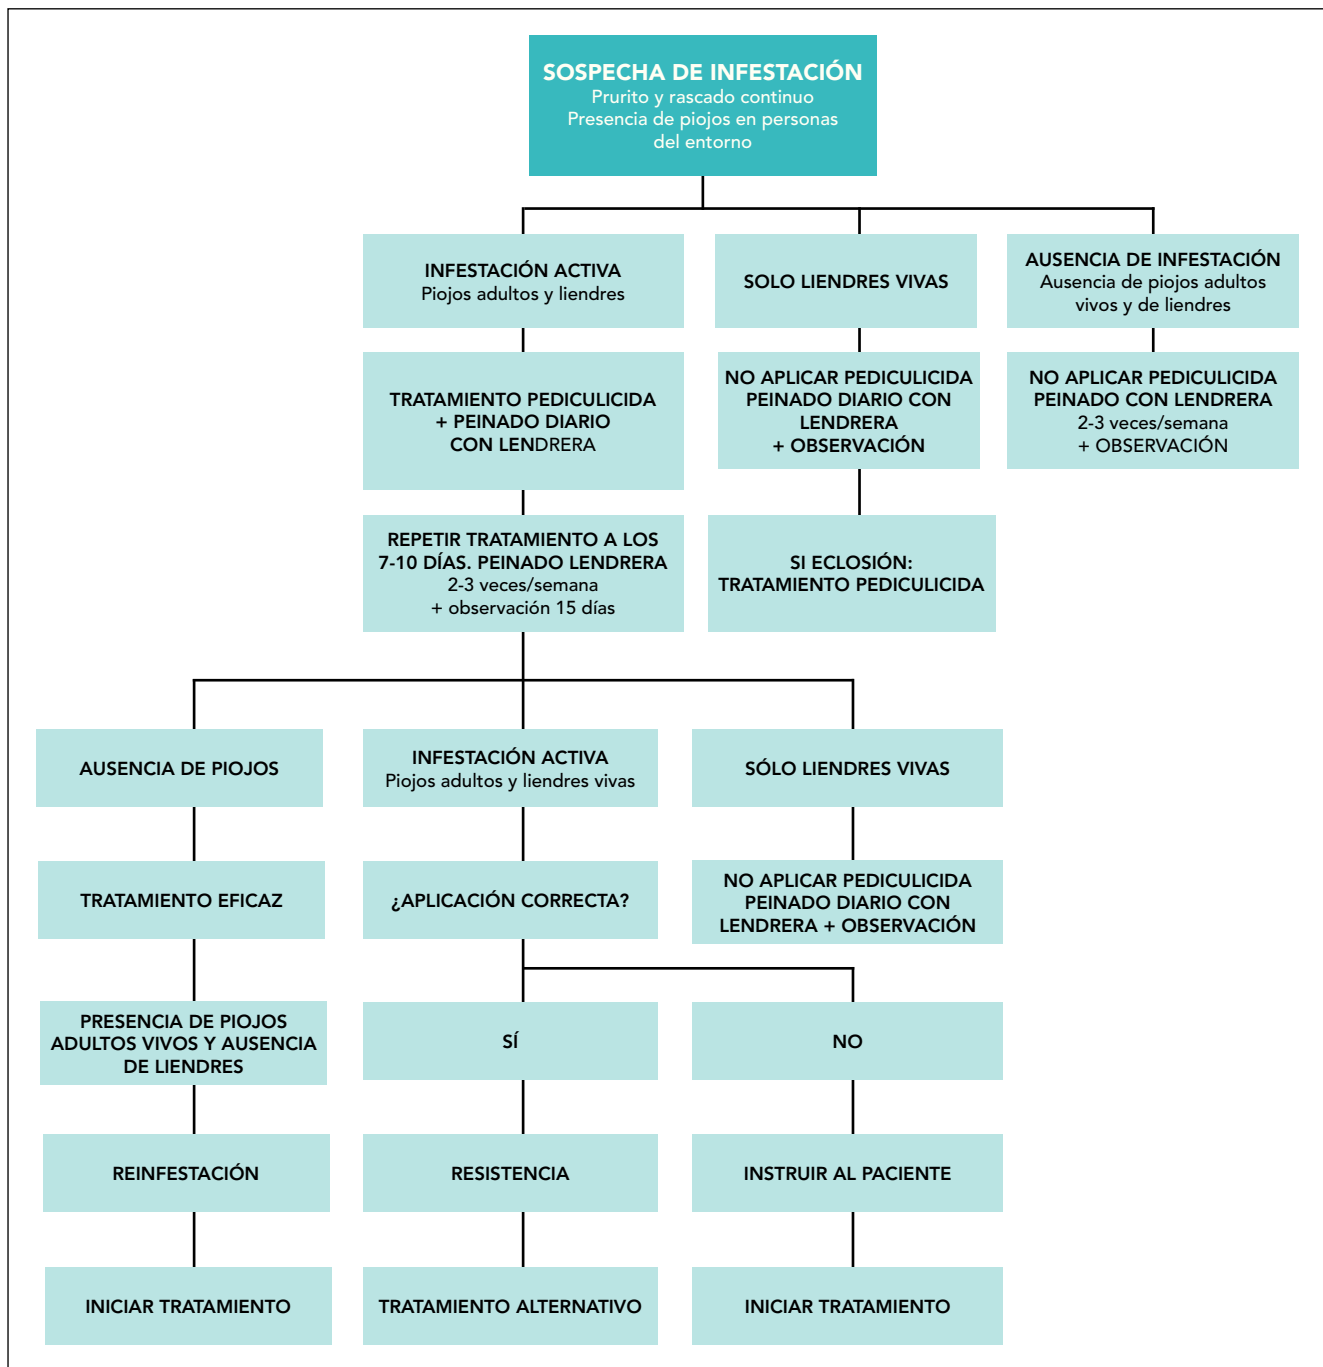 SOSPECHA DE INFESTACIÓN
Prurito y rascado continuo
Presencia de piojos en personas
del entorno
INFESTACIÓN ACTIVA
Piojos adultos y liendres
SOLO LIENDRES VIVAS
AUSENCIA DE INFESTACIÓN
Ausencia de piojos adultos
vivos y de liendres
TRATAMIENTO PEDICULICIDA
+ PEINADO DIARIO
CON LENDRERA
NO APLICAR PEDICULICIDA
PEINADO DIARIO CON
LENDRERA
+ OBSERVACIÓN
NO APLICAR PEDICULICIDA
PEINADO CON LENDRERA
2-3 veces/semana
+ OBSERVACIÓN
REPETIR TRATAMIENTO A LOS
7-10 DÍAS. PEINADO LENDRERA
2-3 veces/semana
+ observación 15 días
SI ECLOSIÓN:
TRATAMIENTO PEDICULICIDA
AUSENCIA DE PIOJOS
INFESTACIÓN ACTIVA
Piojos adultos y liendres vivas
SÓLO LIENDRES VIVAS
TRATAMIENTO EFICAZ
¿APLICACIÓN CORRECTA?
NO APLICAR PEDICULICIDA
PEINADO DIARIO CON
LENDRERA + OBSERVACIÓN
PRESENCIA DE PIOJOS
ADULTOS VIVOS Y AUSENCIA
DE LIENDRES
SÍ
NO
REINFESTACIÓN
RESISTENCIA
INSTRUIR AL PACIENTE
INICIAR TRATAMIENTO
TRATAMIENTO ALTERNATIVO
INICIAR TRATAMIENTO